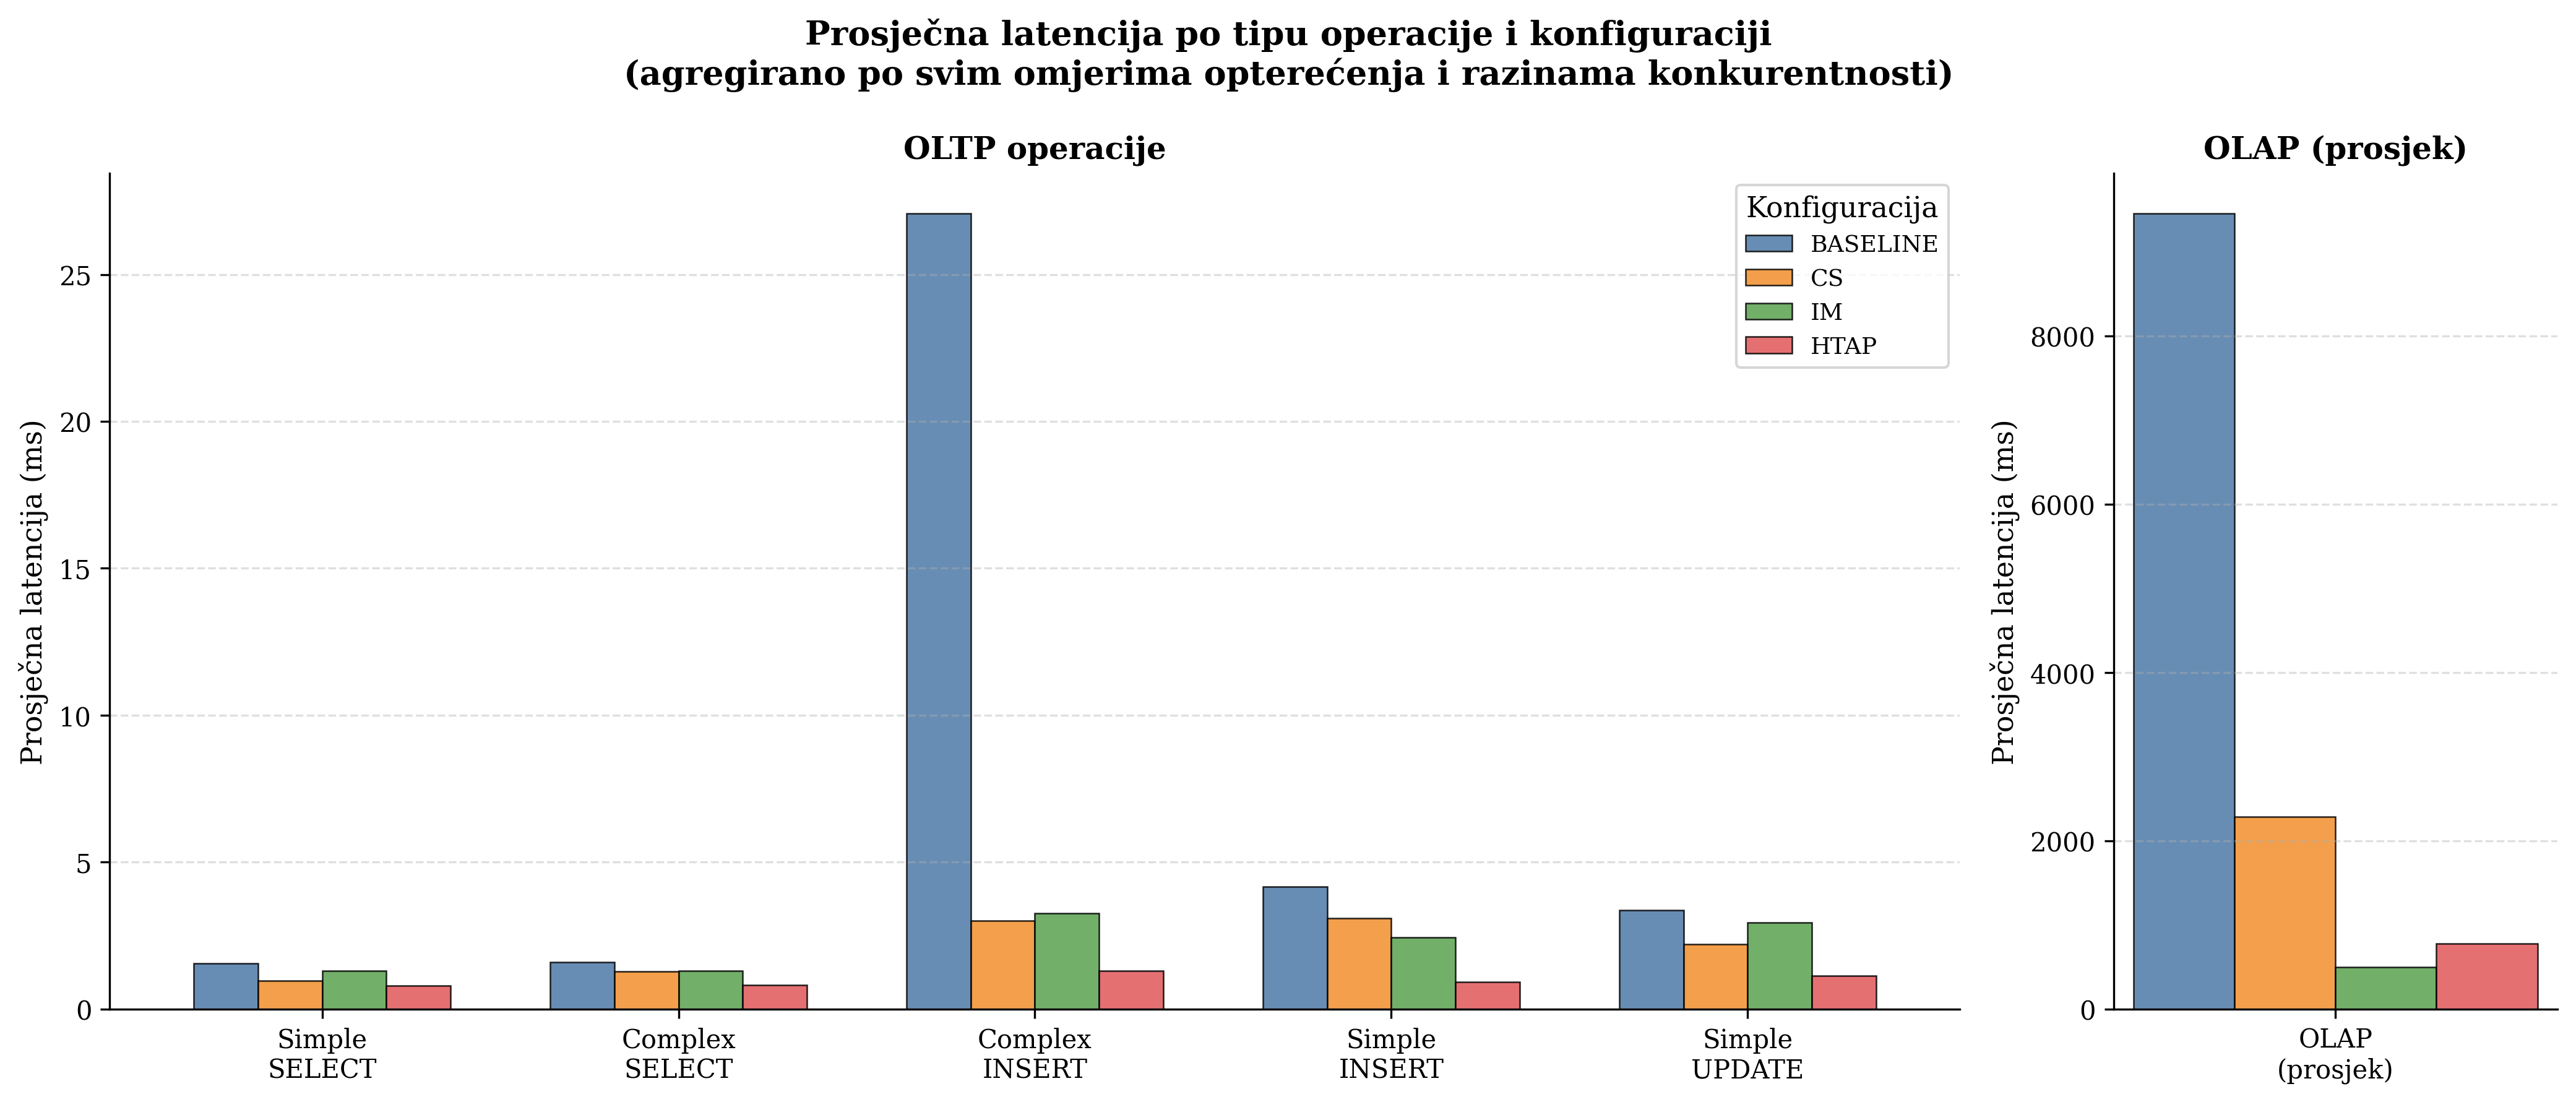 Prosječna latencija po tipu operacije i konfiguraciji
(agregirano po svim omjerima opterećenja i razinama konkurentnosti)
OLTP operacije
Prosječna latencija (ms)
25
20
15
10
5
0
Konfiguracija
BASELINE
CS
IM
HTAP
Simple
SELECT
Complex
SELECT
Complex
INSERT
Simple
INSERT
Simple
UPDATE
OLAP (prosjek)
Prosječna latencija (ms)
8000
6000
4000
2000
0
OLAP
(prosjek)